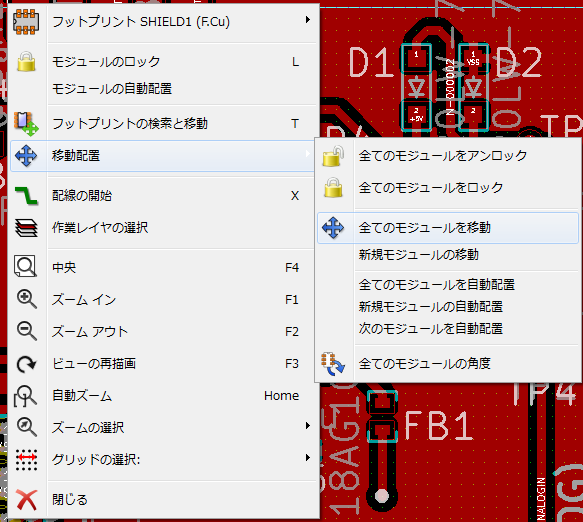 フットプリント SHIELD1 (F.Cu)
モジュールのロック L
モジュールの自動配置
フットプリントの検索と移動 T
移動配置
配線の開始 X
作業レイヤの選択
中央 F4
ズーム イン F1
ズーム アウト F2
ビューの再描画 F3
自動ズーム Home
ズームの選択
グリッドの選択:
閉じる
全てのモジュールをアンロック
全てのモジュールをロック
全てのモジュールを移動
新規モジュールの移動
全てのモジュールを自動配置
新規モジュールの自動配置
次のモジュールを自動配置
全てのモジュールの角度
D1
1
2
+5V
N-000002
1
VSS
2
D2
TP
TP4
FB1
18AG1
NALOGIN